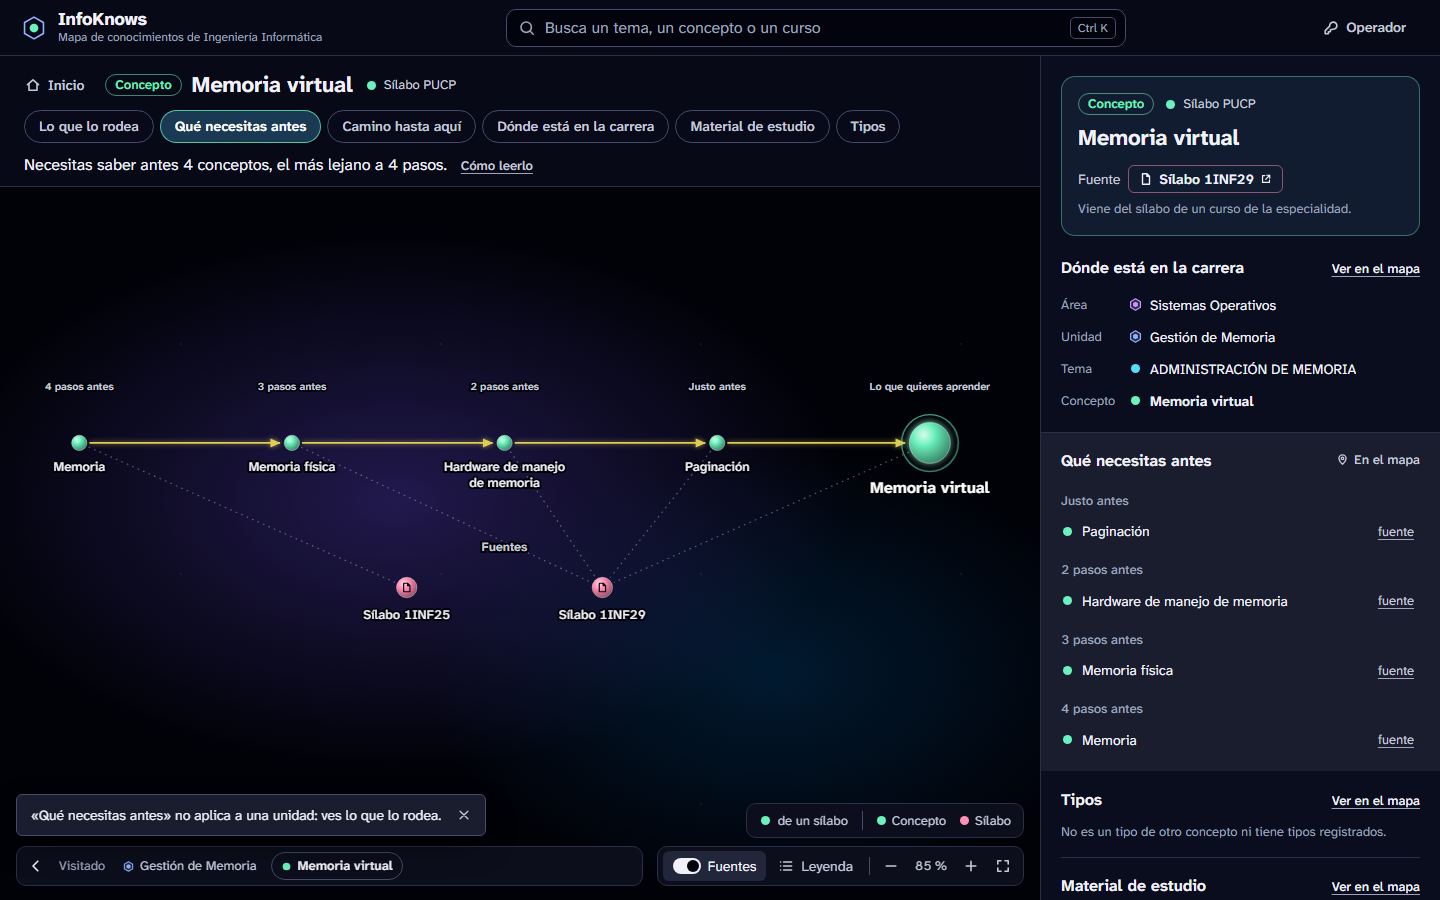 InfoKnows
Mapa de conocimientos de Ingeniería Informática
Busca un tema, un concepto o un curso
Ctrl K
Operador
Inicio
Concepto
Memoria virtual
Sílabo PUCP
Lo que lo rodea
Qué necesitas antes
Camino hasta aquí
Dónde está en la carrera
Material de estudio
Tipos
Necesitas saber antes 4 conceptos, el más lejano a 4 pasos.
Cómo leerlo
4 pasos antes
3 pasos antes
2 pasos antes
Justo antes
Lo que quieres aprender
Memoria
Memoria física
Hardware de manejo
de memoria
Paginación
Memoria virtual
Fuentes
Sílabo 1INF25
Sílabo 1INF29
«Qué necesitas antes» no aplica a una unidad: ves lo que lo rodea.
de un sílabo
Concepto
Sílabo
Visitado
Gestión de Memoria
Memoria virtual
Fuentes
Leyenda
85 %
Concepto
Sílabo PUCP
Memoria virtual
Fuente
Sílabo 1INF29
Viene del sílabo de un curso de la especialidad.
Dónde está en la carrera
Ver en el mapa
Área
Sistemas Operativos
Unidad
Gestión de Memoria
Tema
ADMINISTRACIÓN DE MEMORIA
Concepto
Memoria virtual
Qué necesitas antes
En el mapa
Justo antes
Paginación
fuente
2 pasos antes
Hardware de manejo de memoria
fuente
3 pasos antes
Memoria física
fuente
4 pasos antes
Memoria
fuente
Tipos
Ver en el mapa
No es un tipo de otro concepto ni tiene tipos registrados.
Material de estudio
Ver en el mapa